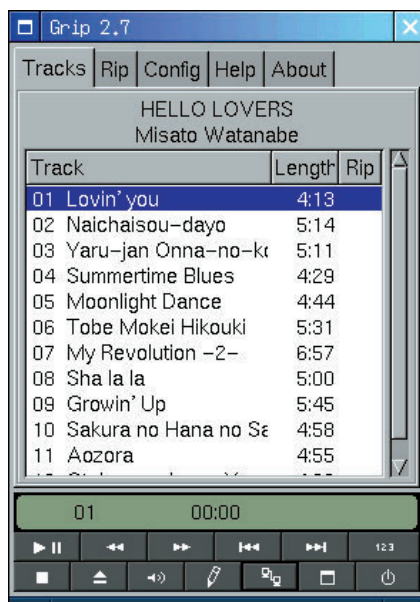 Grip 2.7
Tracks Rip Config Help About
HELLO LOVERS
Misato Watanabe
Track Length Rip
01 Lovin' you 4:13
02 Naichaisou-dayo 5:14
03 Yaru-jan Onna-no-ko 5:11
04 Summertime Blues 4:29
05 Moonlight Dance 4:44
06 Tobe Mokei Hikouki 5:31
07 My Revolution -2- 6:57
08 Sha la la 5:00
09 Growin' Up 5:45
10 Sakura no Hana no Sa 4:58
11 Aozora 4:55
01 00:00
123